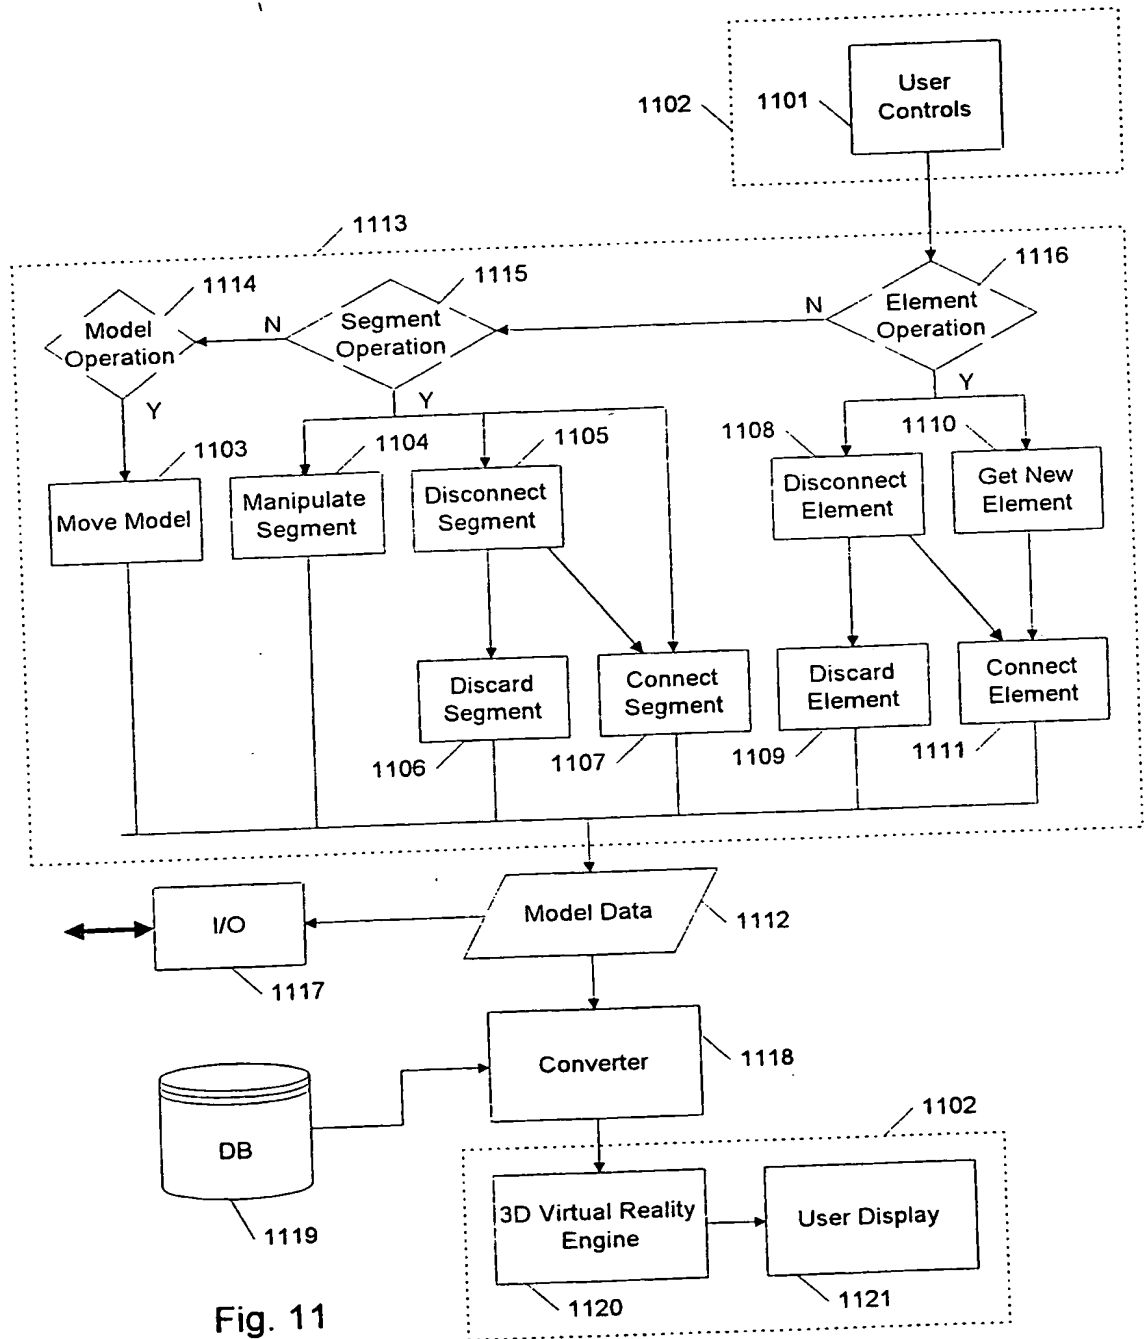 User
Controls
1102
1101
1113
1114
1115
1116
Model
Operation
N
Segment
Operation
N
Element
Operation
Y
Y
Y
1103
1104
1105
1108
1110
Move Model
Manipulate
Segment
Disconnect
Segment
Disconnect
Element
Get New
Element
Discard
Segment
Connect
Segment
Discard
Element
Connect
Element
1106
1107
1109
1111
Model Data
1112
I/O
1117
Converter
1118
DB
1119
1102
3D Virtual Reality
Engine
User Display
1120
1121
Fig. 11